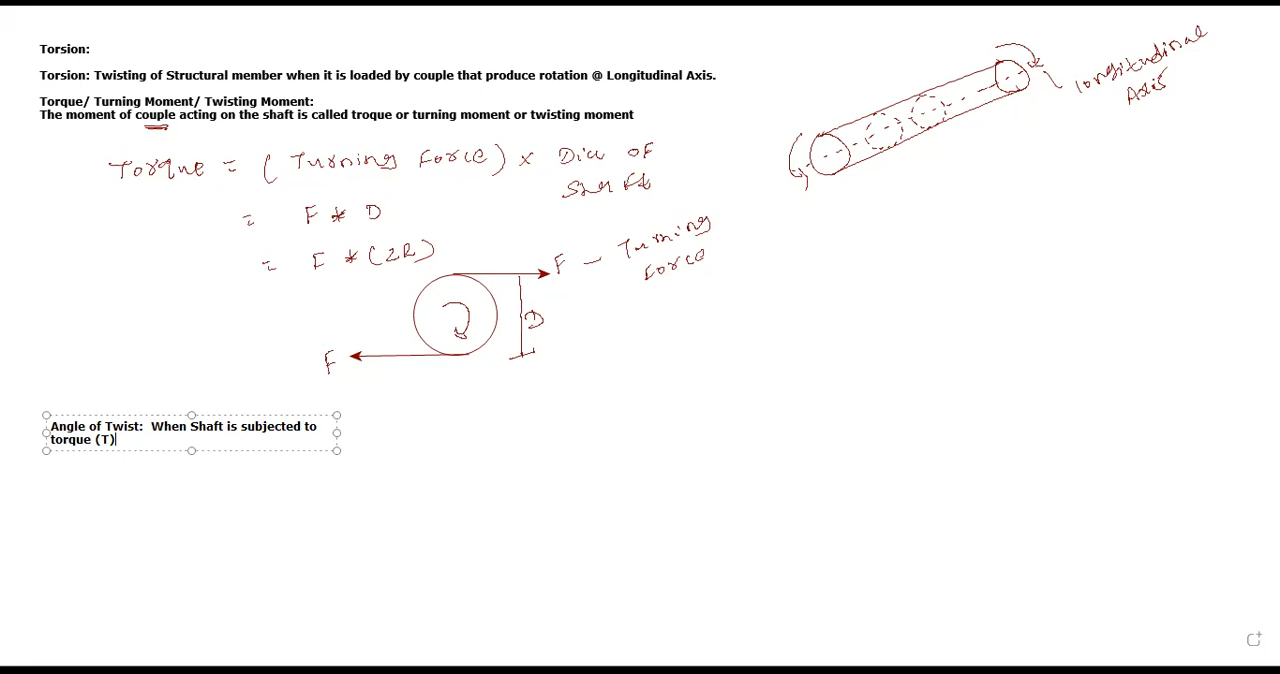 Torsion:
Torsion: Twisting of Structural member when it is loaded by couple that produce rotation @ Longitudinal Axis.
Torque/ Turning Moment/ Twisting Moment:
The moment of couple acting on the shaft is called troque or turning moment or twisting moment
Torque = ( Turning Force ) × Dia of
Shaft
= F * D
= F * (2R)
F - Turning
Force
D
F
Longitudinal
Axis
Angle of Twist: When Shaft is subjected to
torque (T)